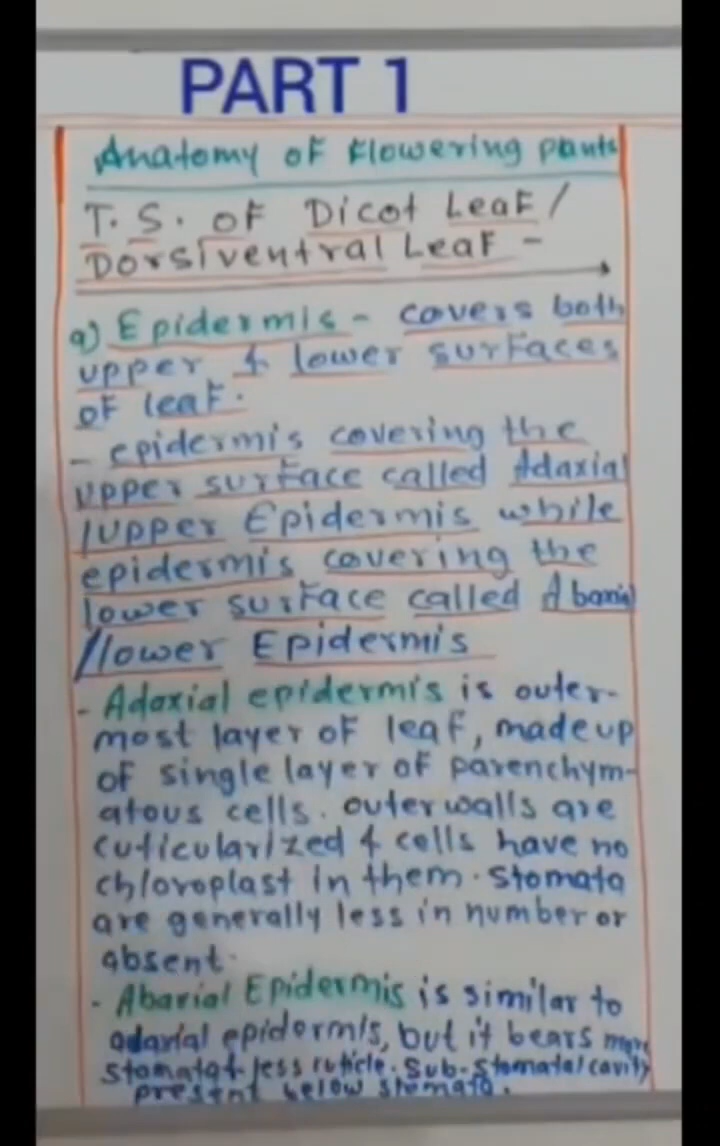 PART 1
Anatomy of Flowering plants
T.S. of Dicot Leaf /
Dorsiventral Leaf -
a) Epidermis - covers both
upper & lower surfaces
of leaf.
- epidermis covering the
upper surface called Adaxial
/upper Epidermis while
epidermis covering the
lower surface called Abaxial
/lower Epidermis
- Adaxial epidermis is outer-
most layer of leaf, made up
of single layer of parenchym-
atous cells. outer walls are
cuticularized & cells have no
chloroplast in them. Stomata
are generally less in number or
absent.
- Abaxial Epidermis is similar to
adaxial epidermis, but it bears more
stomata & less cuticle. Sub-Stomatal cavity
present below stomata.